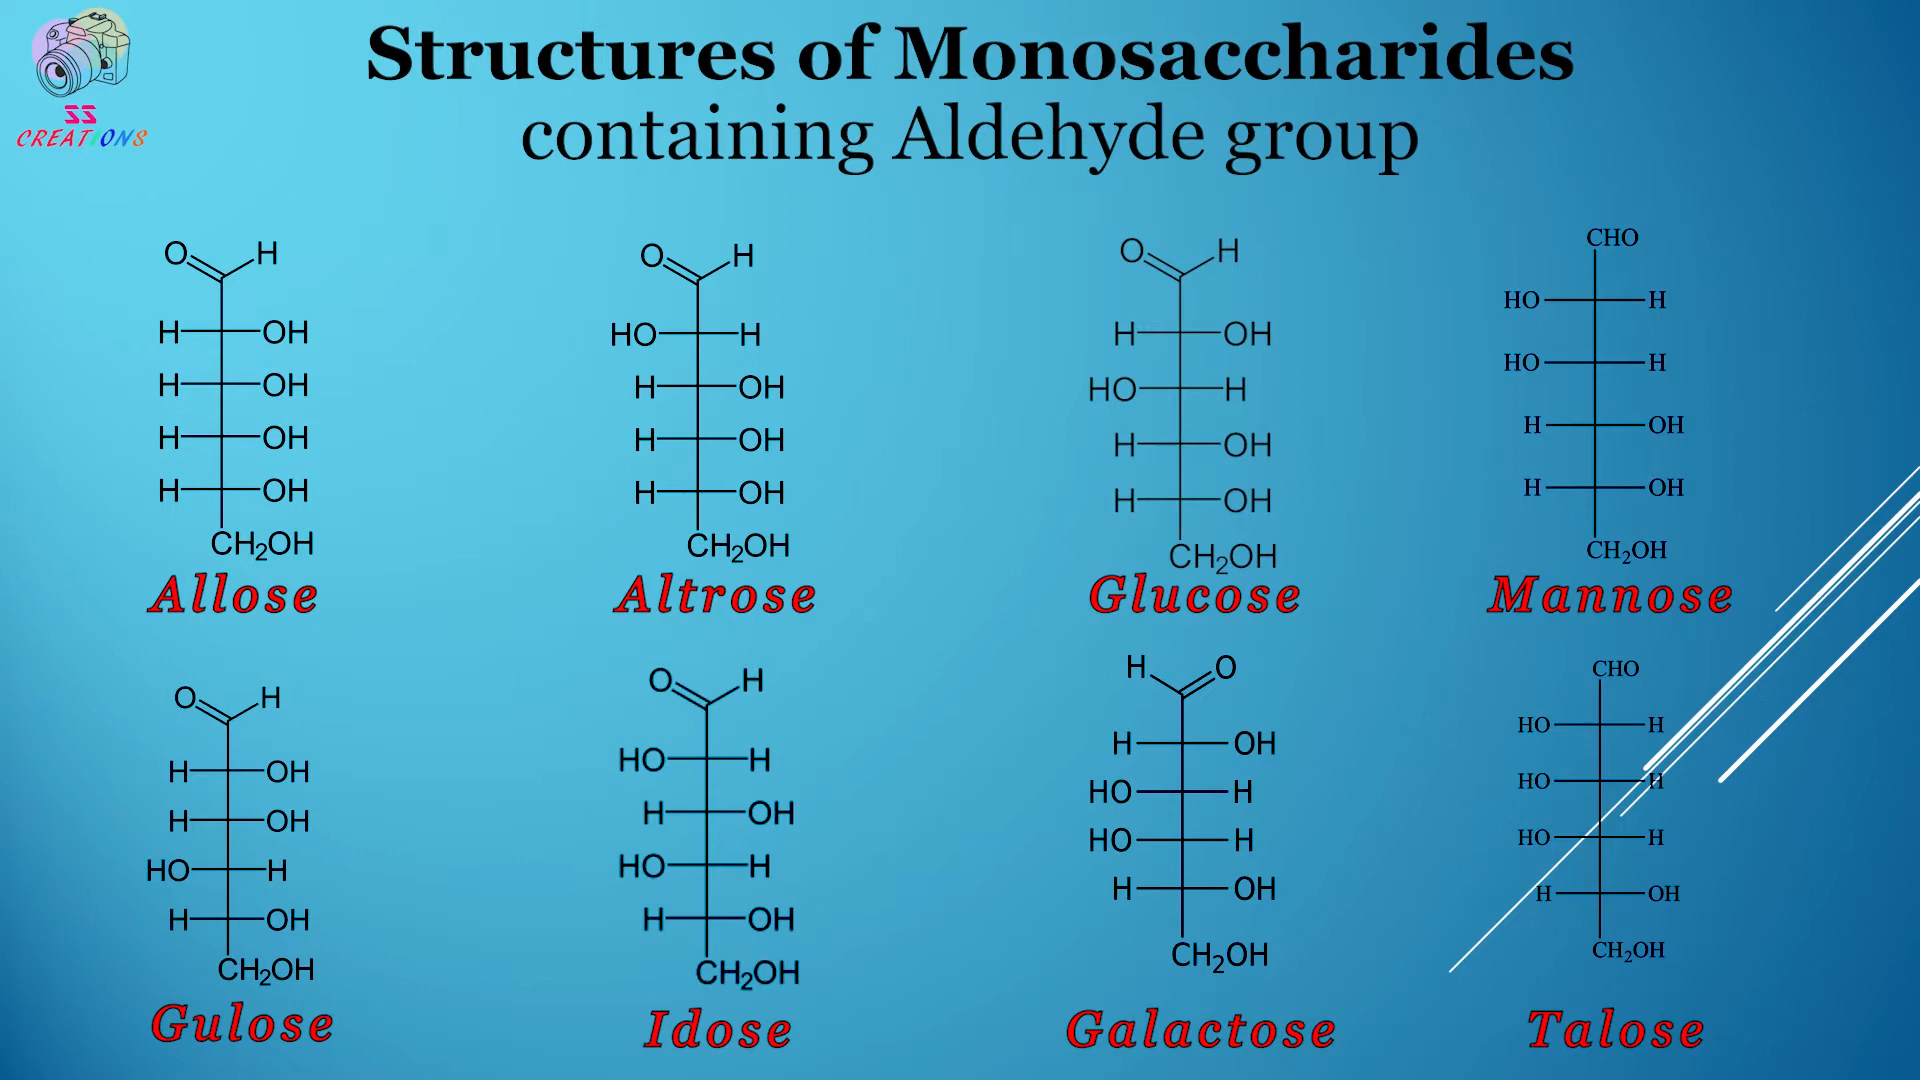 SS
CREATIONS
Structures of Monosaccharides
containing Aldehyde group
O H
H OH
H OH
H OH
H OH
CH₂OH
Allose
O H
HO H
H OH
H OH
H OH
CH₂OH
Altrose
O H
H OH
HO H
H OH
H OH
CH₂OH
Glucose
CHO
HO H
HO H
H OH
H OH
CH₂OH
Mannose
O H
H OH
H OH
HO H
H OH
CH₂OH
Gulose
O H
HO H
H OH
HO H
H OH
CH₂OH
Idose
H O
H OH
HO H
HO H
H OH
CH₂OH
Galactose
CHO
HO H
HO H
HO H
H OH
CH₂OH
Talose